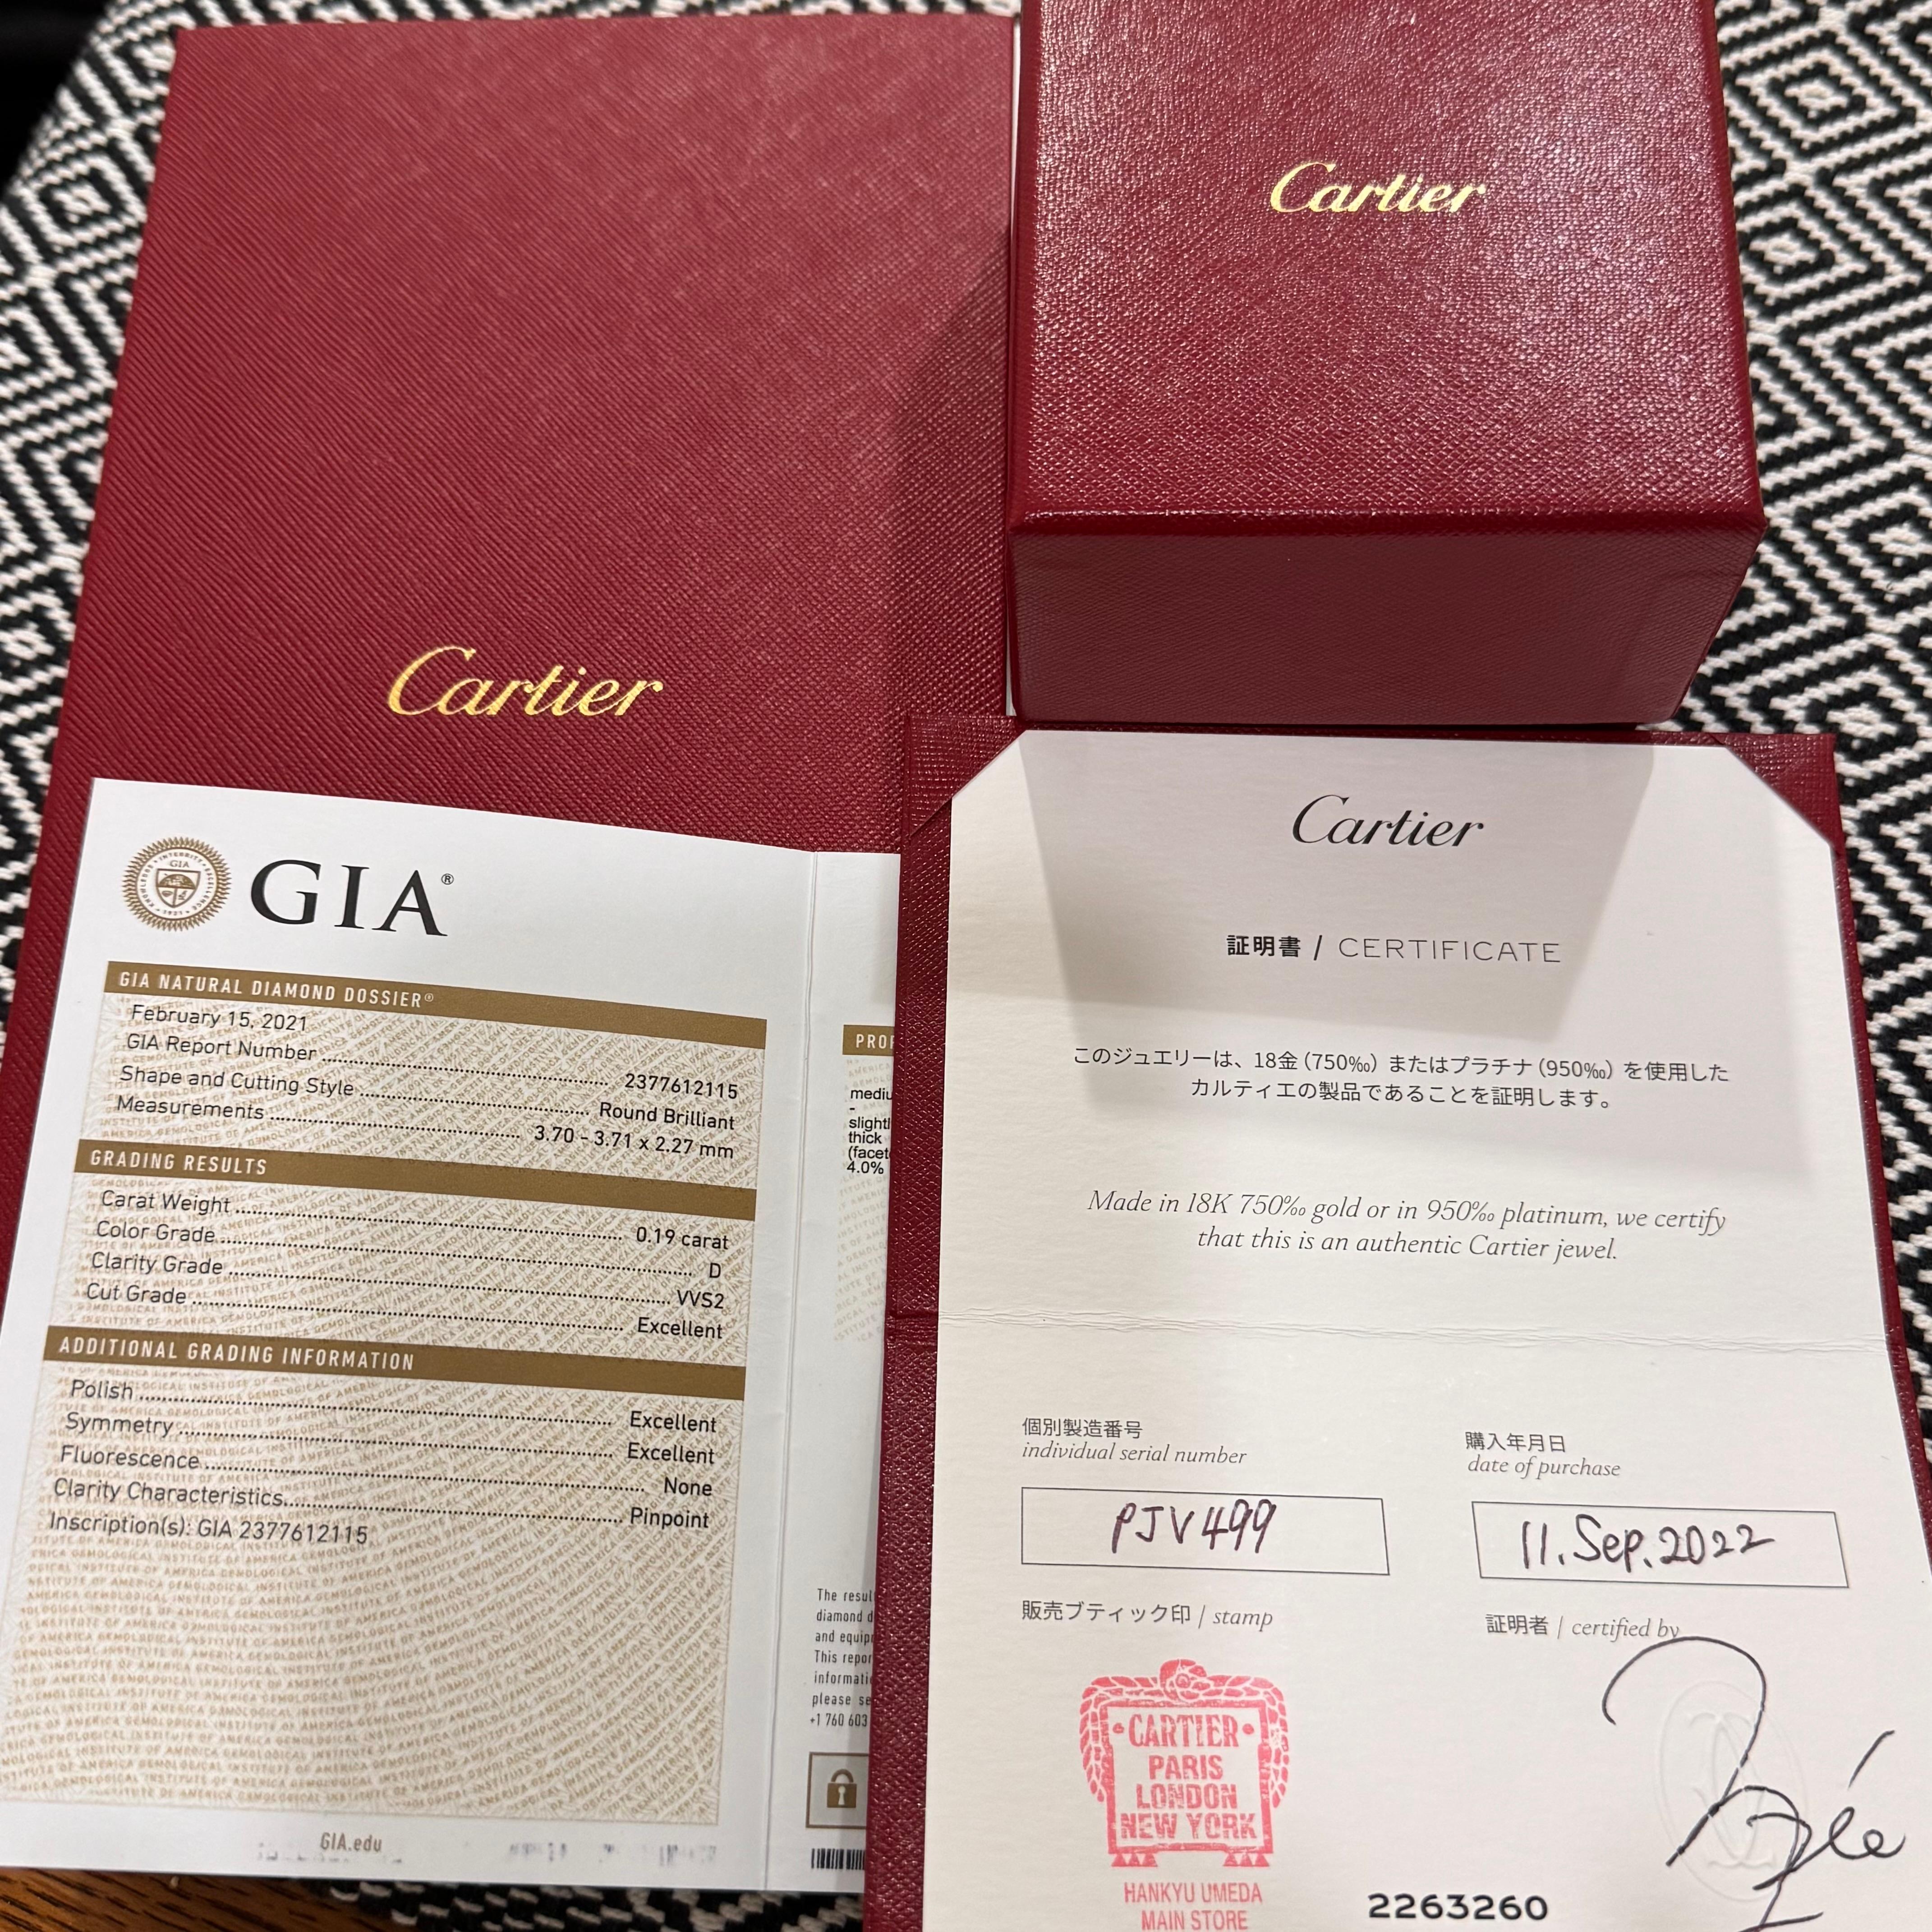 Cartier
Cartier
GIA®
GIA NATURAL DIAMOND DOSSIER®
February 15, 2021
GIA Report Number 2377612115
Shape and Cutting Style Round Brilliant
Measurements 3.70 - 3.71 x 2.27 mm
GRADING RESULTS
Carat Weight 0.19 carat
Color Grade D
Clarity Grade VVS2
Cut Grade Excellent
ADDITIONAL GRADING INFORMATION
Polish Excellent
Symmetry Excellent
Fluorescence None
Clarity Characteristics Pinpoint
Inscription(s): GIA 2377612115
GIA.edu
thick
4.0%
diamond
This
please
+1 760 603
Cartier
証明書 / CERTIFICATE
このジュエリーは、18金(750‰)またはプラチナ(950‰)を使用した
カルティエの製品であることを証明します。
Made in 18K 750‰ gold or in 950‰ platinum, we certify
that this is an authentic Cartier jewel.
個別製造番号
individual serial number
PJV499
購入年月日
date of purchase
11. Sep. 2022
販売ブティック印 / stamp
CARTIER
PARIS
LONDON
NEW YORK
HANKYU UMEDA
MAIN STORE
証明者 / certified by
2263260